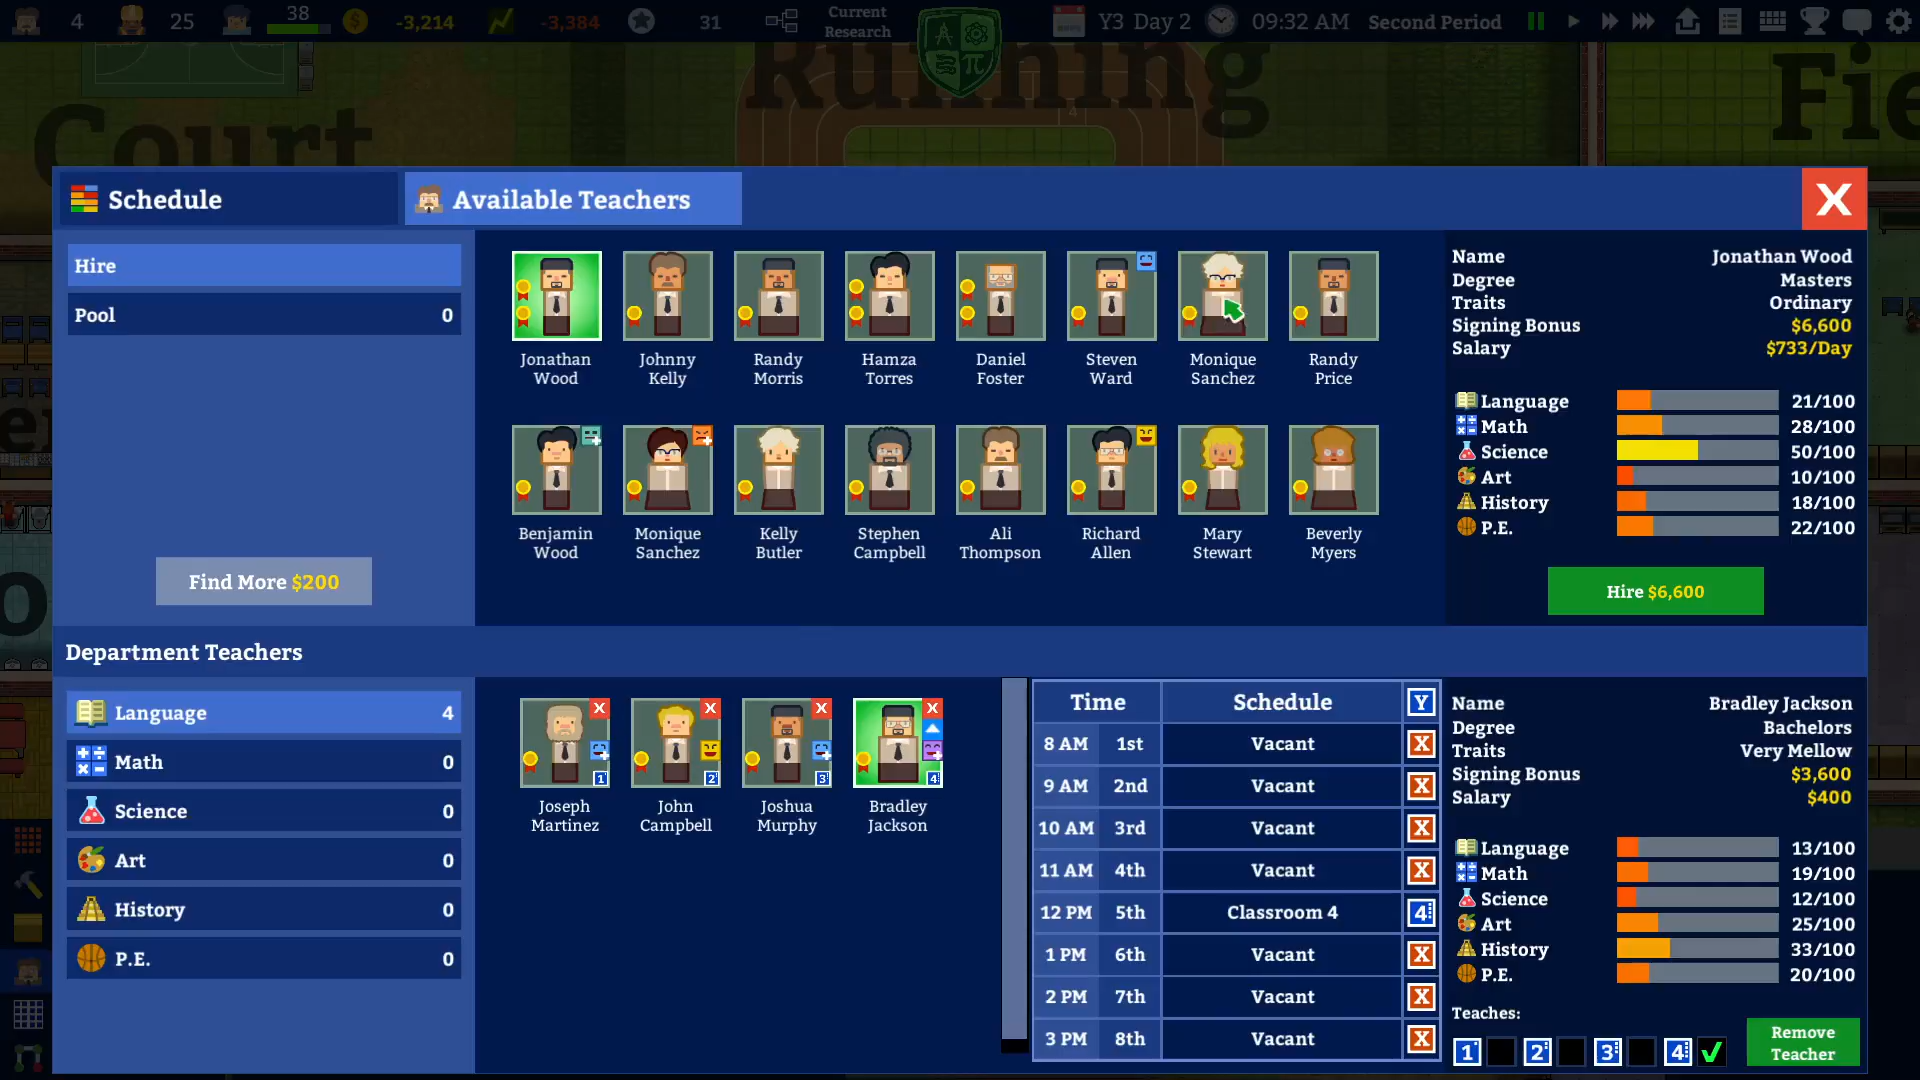 4 25 38 -3,214 -3,384 31 Current Research Y3 Day 2 09:32 AM Second Period
Court Running Fie
Schedule Available Teachers X
Hire
Pool 0
Find More $200
Jonathan Wood
Johnny Kelly
Randy Morris
Hamza Torres
Daniel Foster
Steven Ward
Monique Sanchez
Randy Price
Benjamin Wood
Monique Sanchez
Kelly Butler
Stephen Campbell
Ali Thompson
Richard Allen
Mary Stewart
Beverly Myers
Name Jonathan Wood
Degree Masters
Traits Ordinary
Signing Bonus $6,600
Salary $733/Day
Language 21/100
Math 28/100
Science 50/100
Art 10/100
History 18/100
P.E. 22/100
Hire $6,600
Department Teachers
Language 4
Math 0
Science 0
Art 0
History 0
P.E. 0
X X X X
1 2 3 4
Joseph Martinez
John Campbell
Joshua Murphy
Bradley Jackson
Time Schedule Y
8 AM 1st Vacant X
9 AM 2nd Vacant X
10 AM 3rd Vacant X
11 AM 4th Vacant X
12 PM 5th Classroom 4 4
1 PM 6th Vacant X
2 PM 7th Vacant X
3 PM 8th Vacant X
Name Bradley Jackson
Degree Bachelors
Traits Very Mellow
Signing Bonus $3,600
Salary $400
Language 13/100
Math 19/100
Science 12/100
Art 25/100
History 33/100
P.E. 20/100
Teaches:
1 2 3 4
Remove Teacher